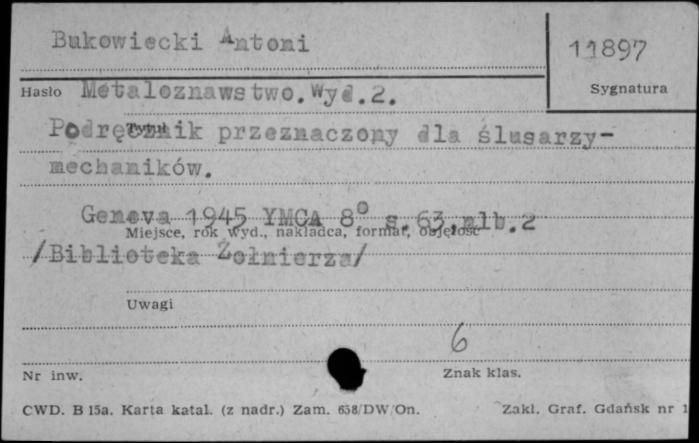 Bukowiecki Antoni
11897
Hasło Metaloznawstwo.Wyd.2.
Sygnatura
Tytuł
Podręcznik przeznaczony dla ślusarzy-
mechaników.
Geneva 1945 YMCA 8° s.63,nlb.2
Miejsce, rok wyd., nakładca, format, objętość
/Biblioteka Żołnierza/
Uwagi
6
Nr inw.
Znak klas.
CWD. B 15a. Karta katal. (z nadr.) Zam. 658/DW/On.
Zakł. Graf. Gdańsk nr 1